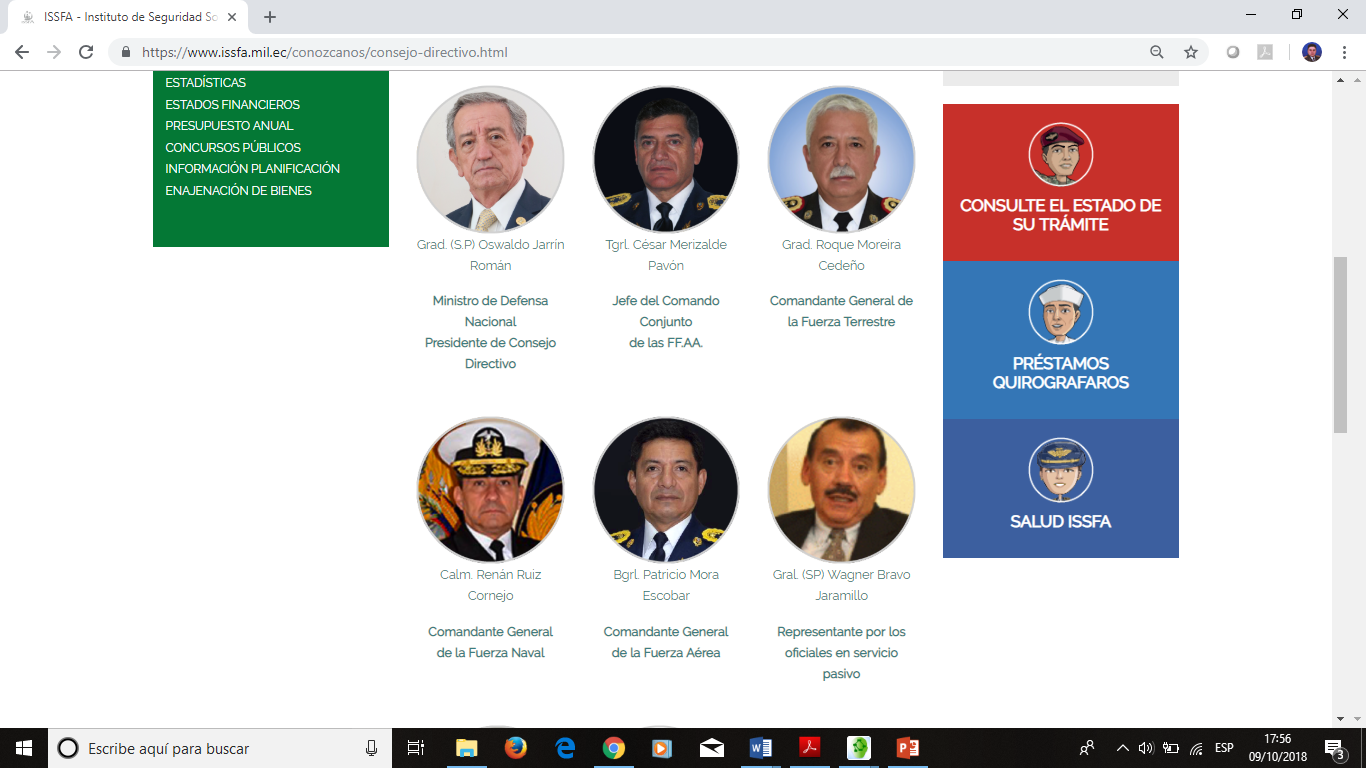 ISSFA - Instituto de Seguridad So
https://www.issfa.mil.ec/conozcanos/consejo-directivo.html
ESTADÍSTICAS
ESTADOS FINANCIEROS
PRESUPUESTO ANUAL
CONCURSOS PÚBLICOS
INFORMACIÓN PLANIFICACIÓN
ENAJENACIÓN DE BIENES
Grad. (S.P) Oswaldo Jarrín
Román
Ministro de Defensa
Nacional
Presidente de Consejo
Directivo
Tgrl. César Merizalde
Pavón
Jefe del Comando
Conjunto
de las FF.AA.
Grad. Roque Moreira
Cedeño
Comandante General de
la Fuerza Terrestre
Calm. Renán Ruiz
Cornejo
Comandante General
de la Fuerza Naval
Bgrl. Patricio Mora
Escobar
Comandante General
de la Fuerza Aérea
Gral. (SP) Wagner Bravo
Jaramillo
Representante por los
oficiales en servicio
pasivo
CONSULTE EL ESTADO DE
SU TRÁMITE
PRÉSTAMOS
QUIROGRAFAROS
SALUD ISSFA
Escribe aquí para buscar
ESP
17:56
09/10/2018
3